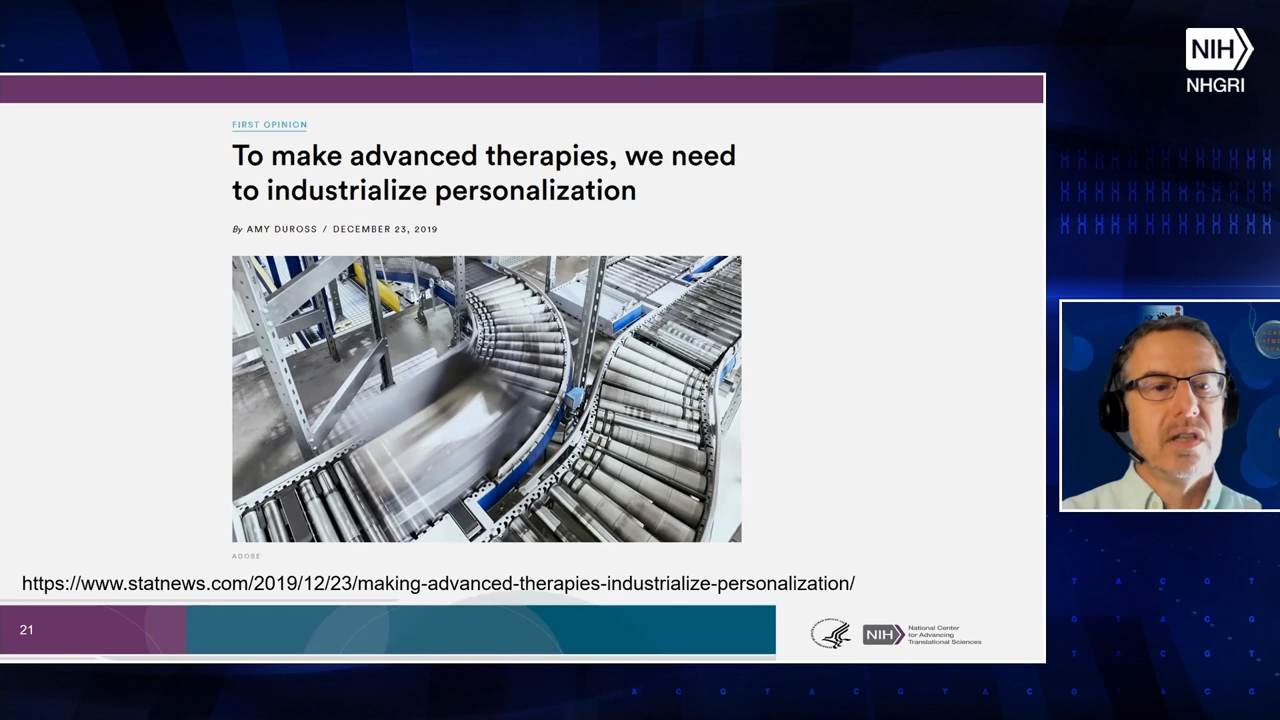 NIH
NHGRI
FIRST OPINION
To make advanced therapies, we need
to industrialize personalization
By AMY DUROSS / DECEMBER 23, 2019
ADOBE
https://www.statnews.com/2019/12/23/making-advanced-therapies-industrialize-personalization/
21
NIH
National Center
for Advancing
Translational Sciences
T A C G T
T A C G
T A C G T
A C G T A C G T A C G T A C G